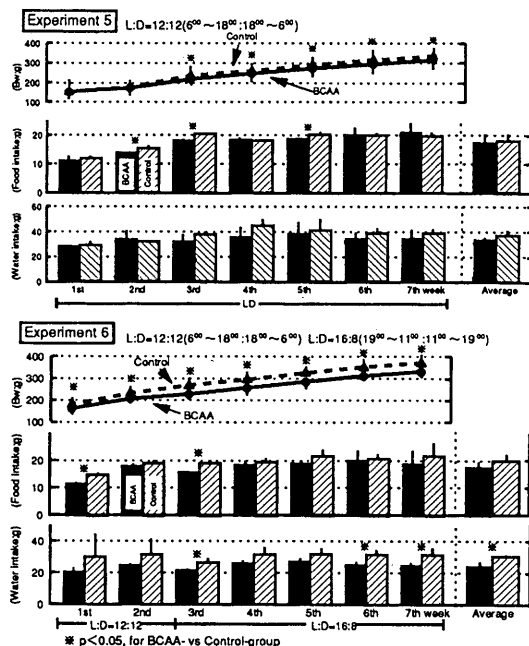 Experiment 5 L:D=12:12(6⁰⁰～18⁰⁰;18⁰⁰～6⁰⁰)
Control
BCAA
(Bw:g)
400
300
200
100
(Food intake:g)
20
10
0
BCAA
Control
(Water intake:g)
60
40
20
0
1st 2nd 3rd 4th 5th 6th 7th week Average
LD
Experiment 6 L:D=12:12(6⁰⁰～18⁰⁰;18⁰⁰～6⁰⁰) L:D=16:8(19⁰⁰～11⁰⁰;11⁰⁰～19⁰⁰)
Control
BCAA
(Bw:g)
400
300
200
100
(Food Intake:g)
20
10
0
BCAA
Control
(Water intake:g)
40
20
0
1st 2nd 3rd 4th 5th 6th 7th week Average
L:D=12:12 L:D=16:8
※ p<0.05, for BCAA- vs Control-group